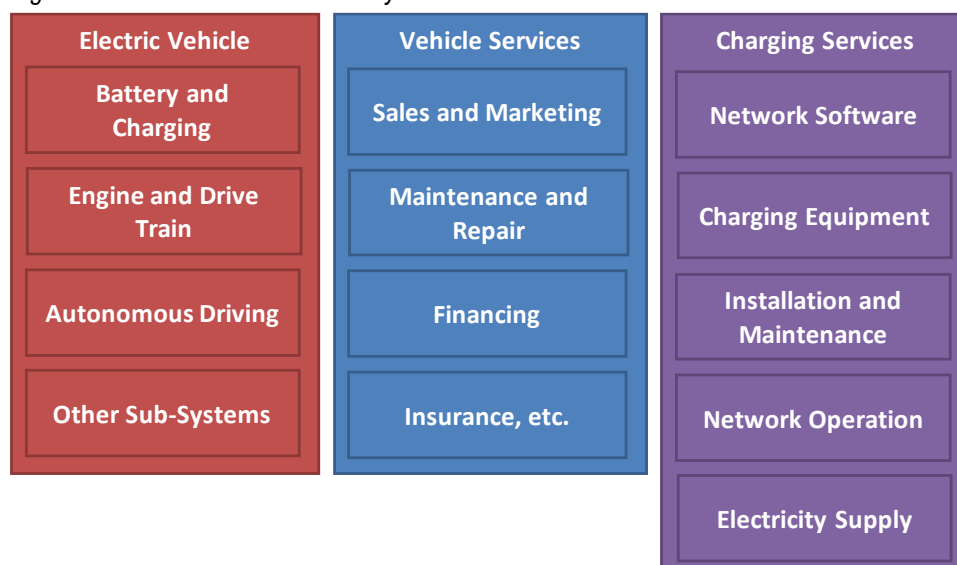 Electric Vehicle
Battery and
Charging
Engine and Drive
Train
Autonomous Driving
Other Sub-Systems
Vehicle Services
Sales and Marketing
Maintenance and
Repair
Financing
Insurance, etc.
Charging Services
Network Software
Charging Equipment
Installation and
Maintenance
Network Operation
Electricity Supply